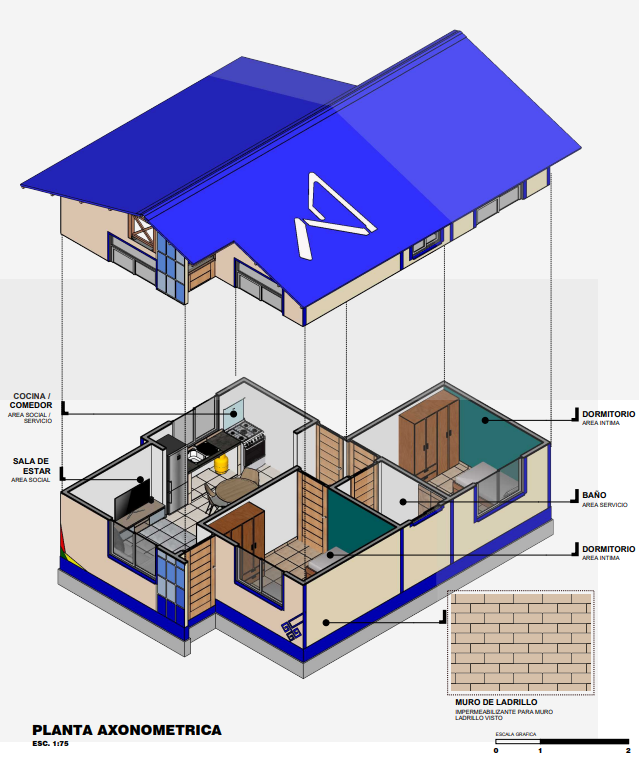 COCINA /
COMEDOR
AREA SOCIAL /
SERVICIO
DORMITORIO
AREA INTIMA
SALA DE
ESTAR
AREA SOCIAL
BAÑO
AREA SERVICIO
DORMITORIO
AREA INTIMA
MURO DE LADRILLO
IMPERMEABILIZANTE PARA MURO
LADRILLO VISTO
PLANTA AXONOMETRICA
ESC. 1:75
ESCALA GRAFICA
0 1 2